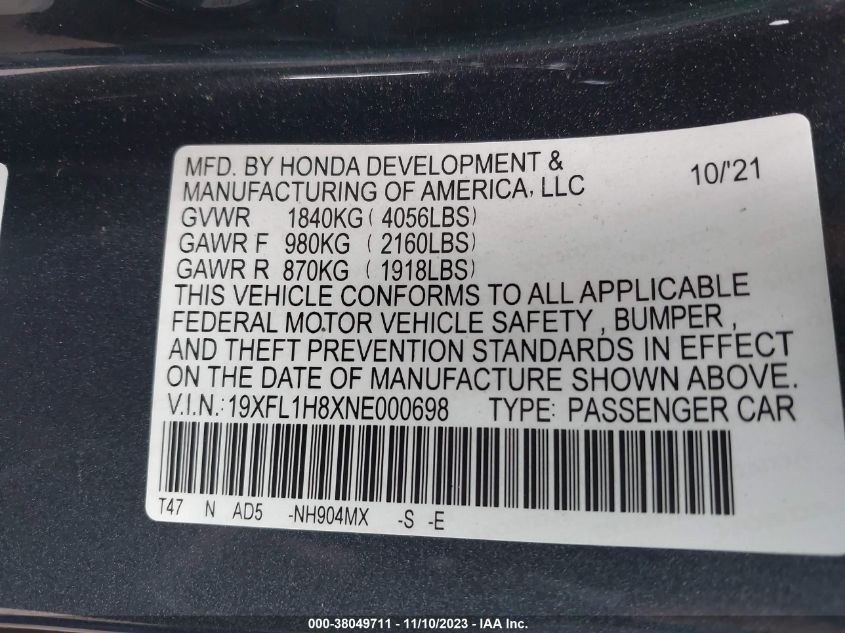 MFD. BY HONDA DEVELOPMENT &
MANUFACTURING OF AMERICA, LLC 10/'21
GVWR 1840KG ( 4056LBS)
GAWR F 980KG ( 2160LBS)
GAWR R 870KG ( 1918LBS)
THIS VEHICLE CONFORMS TO ALL APPLICABLE
FEDERAL MOTOR VEHICLE SAFETY , BUMPER ,
AND THEFT PREVENTION STANDARDS IN EFFECT
ON THE DATE OF MANUFACTURE SHOWN ABOVE.
V.I.N.: 19XFL1H8XNE000698 TYPE: PASSENGER CAR
T47 N AD5 -NH904MX -S -E
000-38049711 - 11/10/2023 - IAA Inc.